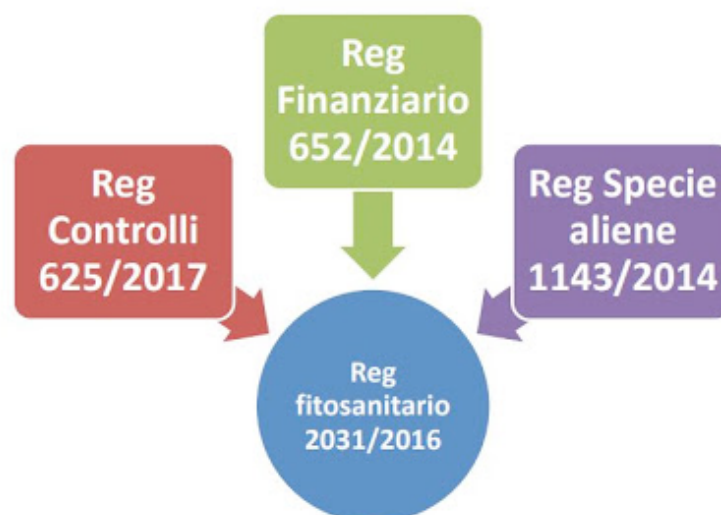 Reg
Finanziario
652/2014
Reg
Controlli
625/2017
Reg Specie
aliene
1143/2014
Reg
fitosanitario
2031/2016